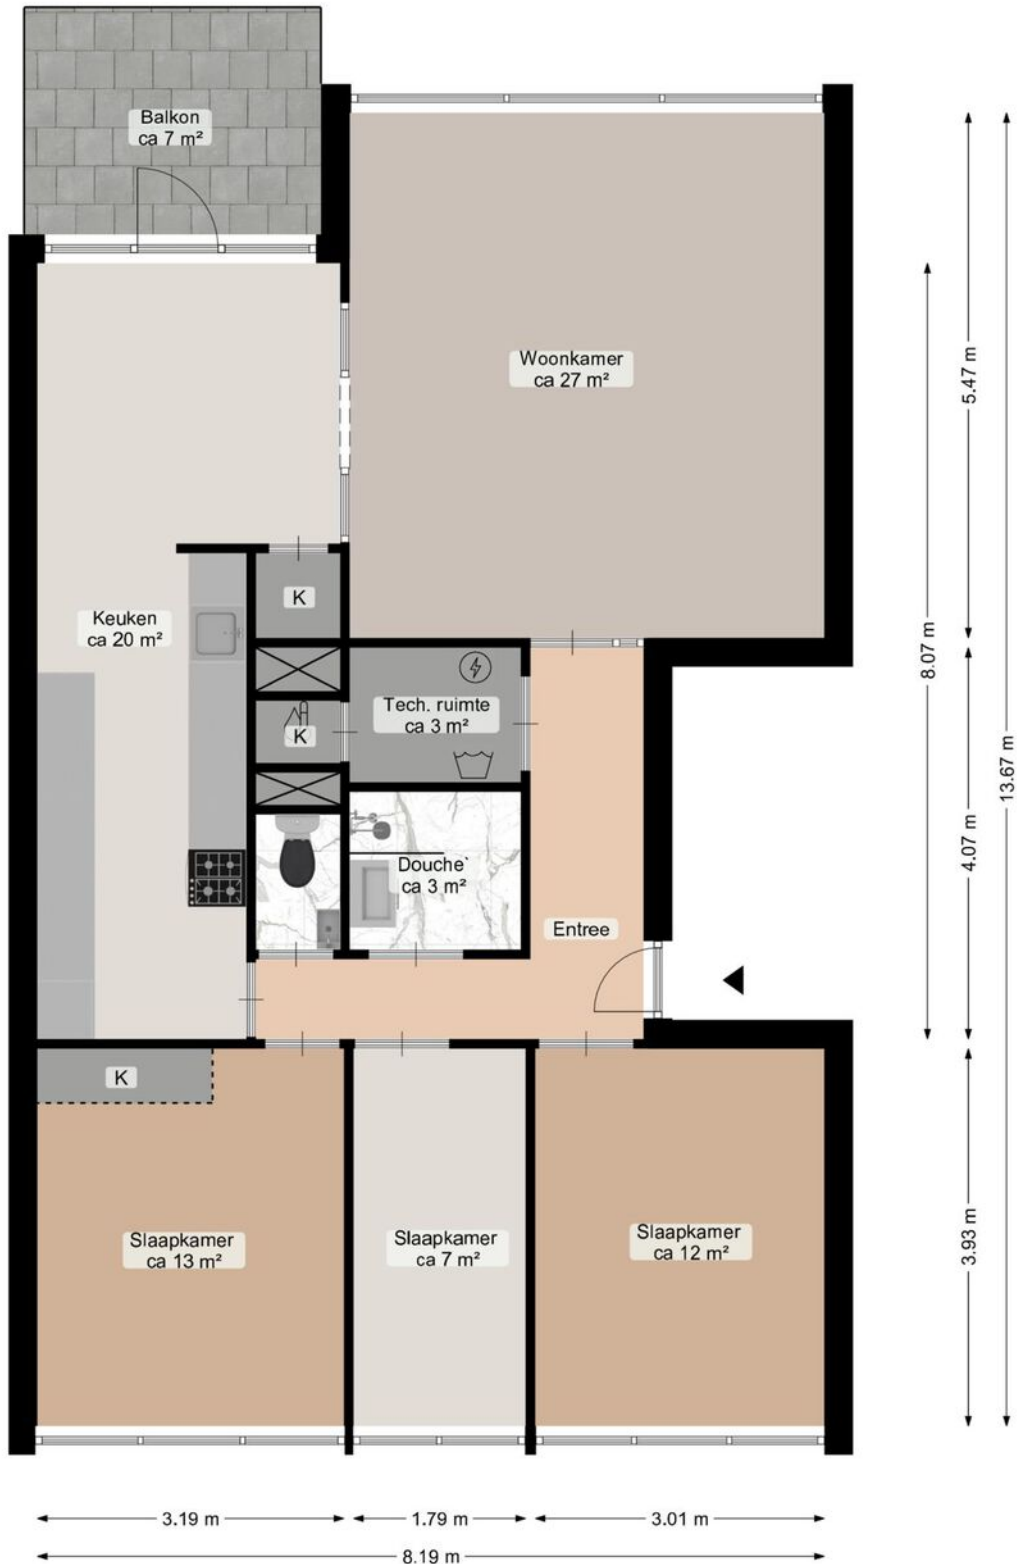 Balkon
ca 7 m²
Woonkamer
ca 27 m²
5.47 m
K
Keuken
ca 20 m²
8.07 m
Tech. ruimte
ca 3 m²
K
13.67 m
4.07 m
Douche`
ca 3 m²
Entree
K
Slaapkamer
ca 13 m²
Slaapkamer
ca 7 m²
Slaapkamer
ca 12 m²
3.93 m
3.19 m
1.79 m
3.01 m
8.19 m